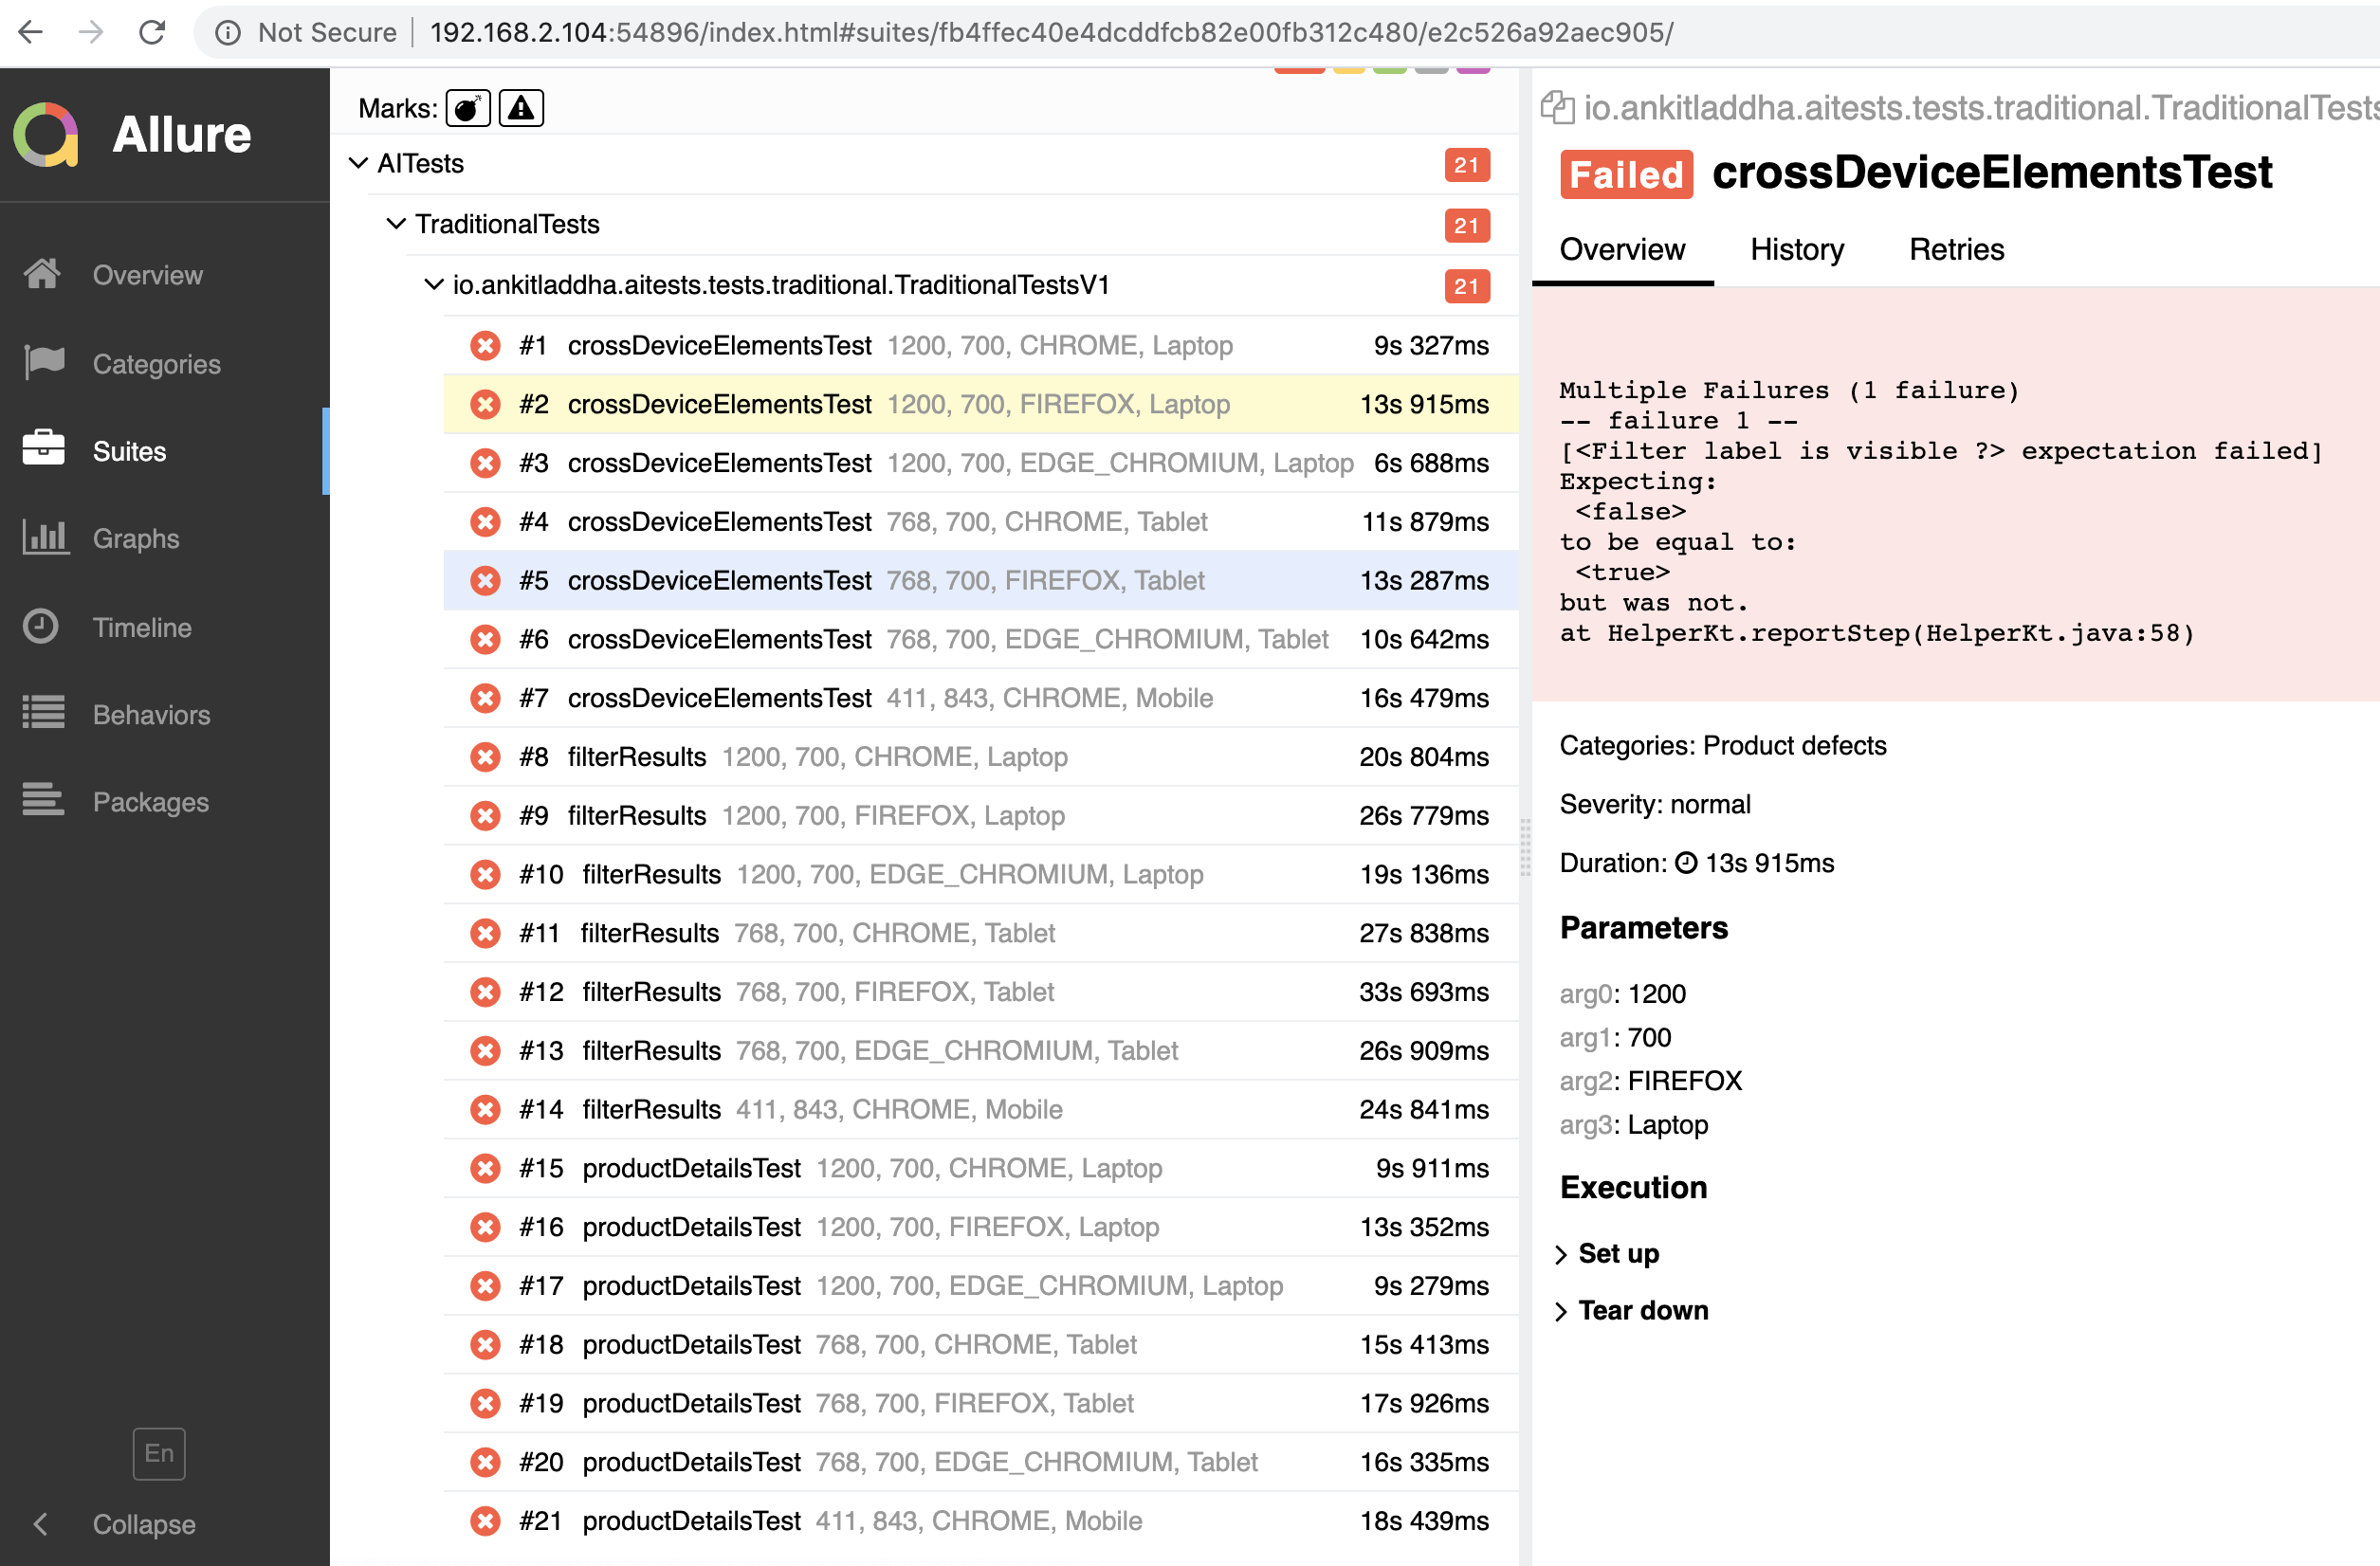 Not Secure | 192.168.2.104:54896/index.html#suites/fb4ffec40e4dcddfcb82e00fb312c480/e2c526a92aec905/
Allure
Overview
Categories
Suites
Graphs
Timeline
Behaviors
Packages
En
Collapse
Marks:
AITests 21
TraditionalTests 21
io.ankitladdha.aitests.tests.traditional.TraditionalTestsV1 21
#1 crossDeviceElementsTest 1200, 700, CHROME, Laptop 9s 327ms
#2 crossDeviceElementsTest 1200, 700, FIREFOX, Laptop 13s 915ms
#3 crossDeviceElementsTest 1200, 700, EDGE_CHROMIUM, Laptop 6s 688ms
#4 crossDeviceElementsTest 768, 700, CHROME, Tablet 11s 879ms
#5 crossDeviceElementsTest 768, 700, FIREFOX, Tablet 13s 287ms
#6 crossDeviceElementsTest 768, 700, EDGE_CHROMIUM, Tablet 10s 642ms
#7 crossDeviceElementsTest 411, 843, CHROME, Mobile 16s 479ms
#8 filterResults 1200, 700, CHROME, Laptop 20s 804ms
#9 filterResults 1200, 700, FIREFOX, Laptop 26s 779ms
#10 filterResults 1200, 700, EDGE_CHROMIUM, Laptop 19s 136ms
#11 filterResults 768, 700, CHROME, Tablet 27s 838ms
#12 filterResults 768, 700, FIREFOX, Tablet 33s 693ms
#13 filterResults 768, 700, EDGE_CHROMIUM, Tablet 26s 909ms
#14 filterResults 411, 843, CHROME, Mobile 24s 841ms
#15 productDetailsTest 1200, 700, CHROME, Laptop 9s 911ms
#16 productDetailsTest 1200, 700, FIREFOX, Laptop 13s 352ms
#17 productDetailsTest 1200, 700, EDGE_CHROMIUM, Laptop 9s 279ms
#18 productDetailsTest 768, 700, CHROME, Tablet 15s 413ms
#19 productDetailsTest 768, 700, FIREFOX, Tablet 17s 926ms
#20 productDetailsTest 768, 700, EDGE_CHROMIUM, Tablet 16s 335ms
#21 productDetailsTest 411, 843, CHROME, Mobile 18s 439ms
io.ankitladdha.aitests.tests.traditional.TraditionalTests
Failed crossDeviceElementsTest
Overview History Retries
Multiple Failures (1 failure)
-- failure 1 --
[<Filter label is visible ?> expectation failed]
Expecting:
<false>
to be equal to:
<true>
but was not.
at HelperKt.reportStep(HelperKt.java:58)
Categories: Product defects
Severity: normal
Duration: 13s 915ms
Parameters
arg0: 1200
arg1: 700
arg2: FIREFOX
arg3: Laptop
Execution
Set up
Tear down